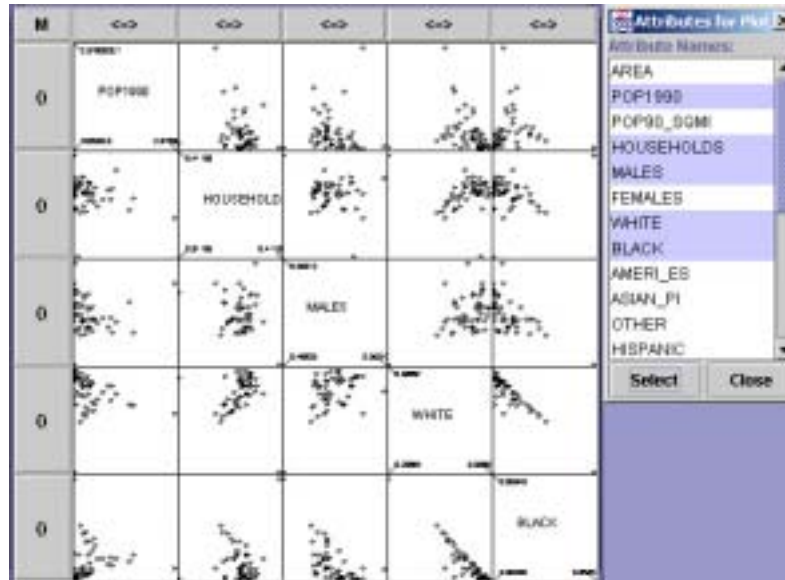 M <=> <=> <=> <=> <=>
0 POP1990
0 HOUSEHOLD
0 MALES
0 WHITE
0 BLACK
Attributes for Plot
Attribute Names:
AREA
POP1990
POP90_SQMI
HOUSEHOLDS
MALES
FEMALES
WHITE
BLACK
AMERI_ES
ASIAN_PI
OTHER
HISPANIC
Select Close